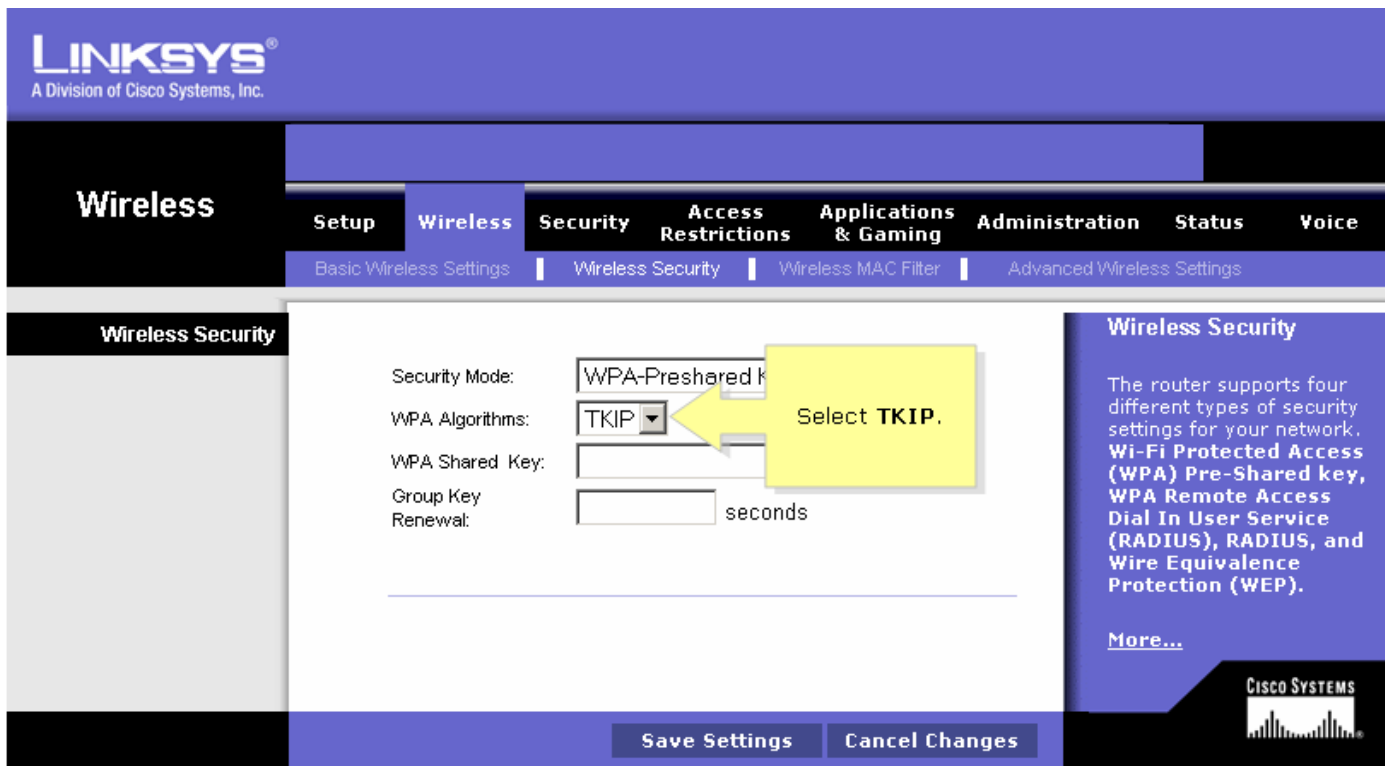 LINKSYS®
A Division of Cisco Systems, Inc.
Wireless
Setup
Wireless
Security
Access
Restrictions
Applications
& Gaming
Administration
Status
Voice
Basic Wireless Settings
Wireless Security
Wireless MAC Filter
Advanced Wireless Settings
Wireless Security
Security Mode:
WPA-Preshared
WPA Algorithms:
TKIP
Select TKIP.
WPA Shared Key:
Group Key
Renewal:
seconds
Wireless Security
The router supports four
different types of security
settings for your network.
Wi-Fi Protected Access
(WPA) Pre-Shared key,
WPA Remote Access
Dial In User Service
(RADIUS), RADIUS, and
Wire Equivalence
Protection (WEP).
More...
CISCO SYSTEMS
Save Settings
Cancel Changes